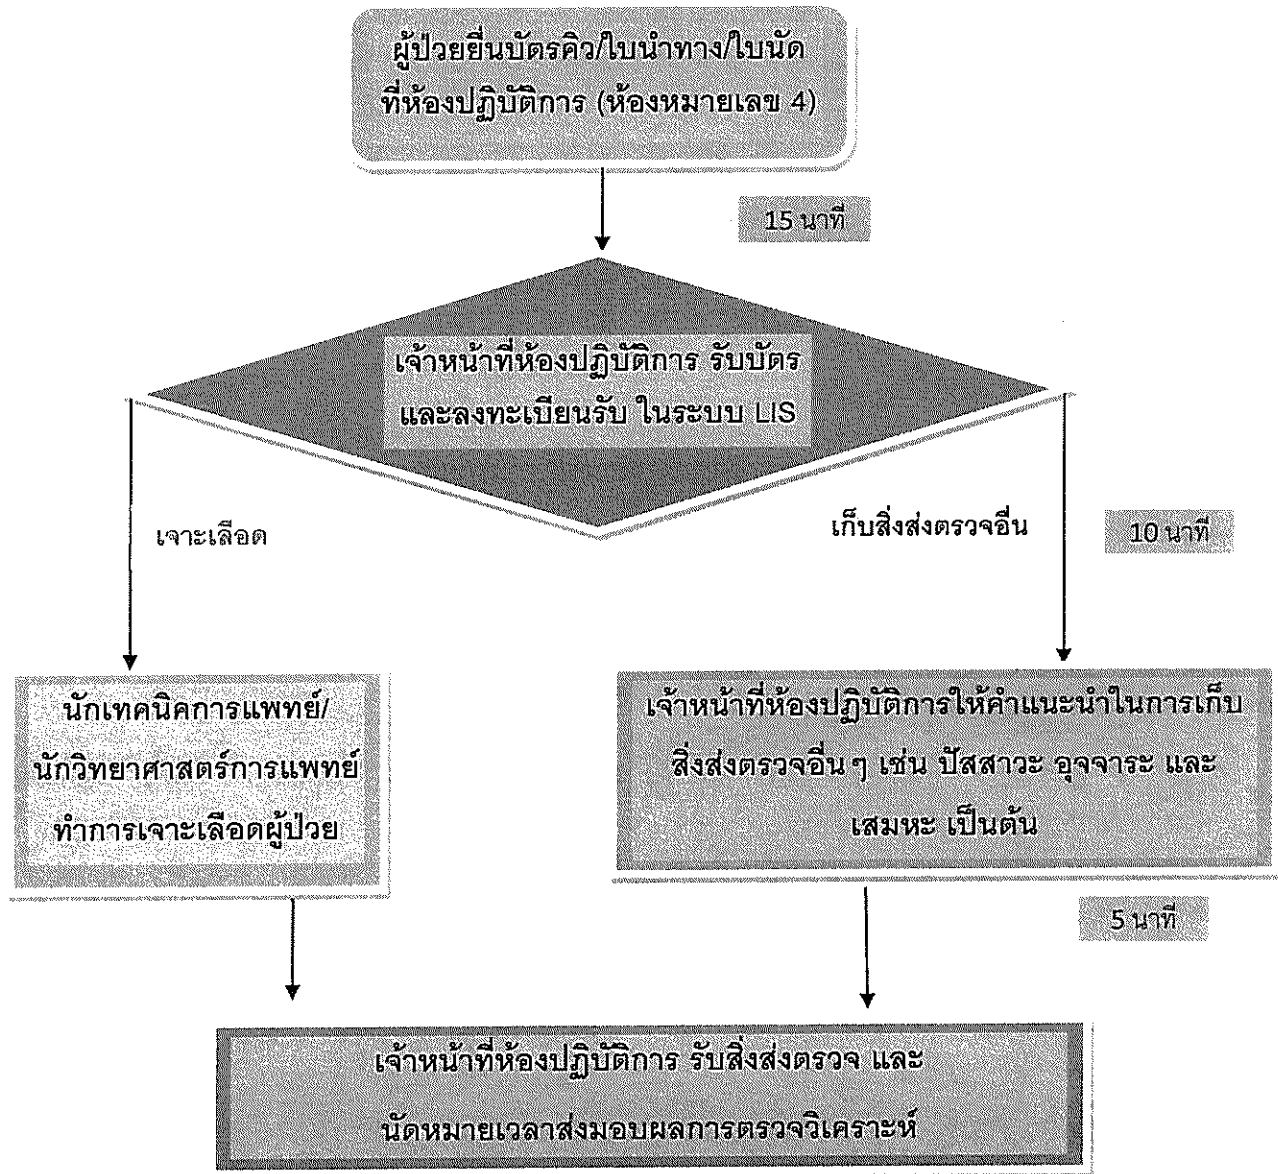 ผู้ป่วยยื่นบัตรคิว/ใบนำทาง/ใบนัด
ที่ห้องปฏิบัติการ (ห้องหมายเลข 4)
15 นาที
เจ้าหน้าที่ห้องปฏิบัติการ รับบัตร
และลงทะเบียนรับ ในระบบ LIS
เจาะเลือด
เก็บสิ่งส่งตรวจอื่น
10 นาที
นักเทคนิคการแพทย์/
นักวิทยาศาสตร์การแพทย์
ทำการเจาะเลือดผู้ป่วย
เจ้าหน้าที่ห้องปฏิบัติการให้คำแนะนำในการเก็บ
สิ่งส่งตรวจอื่นๆ เช่น ปัสสาวะ อุจจาระ และ
เสมหะ เป็นต้น
5 นาที
เจ้าหน้าที่ห้องปฏิบัติการ รับสิ่งส่งตรวจ และ
นัดหมายเวลาส่งมอบผลการตรวจวิเคราะห์